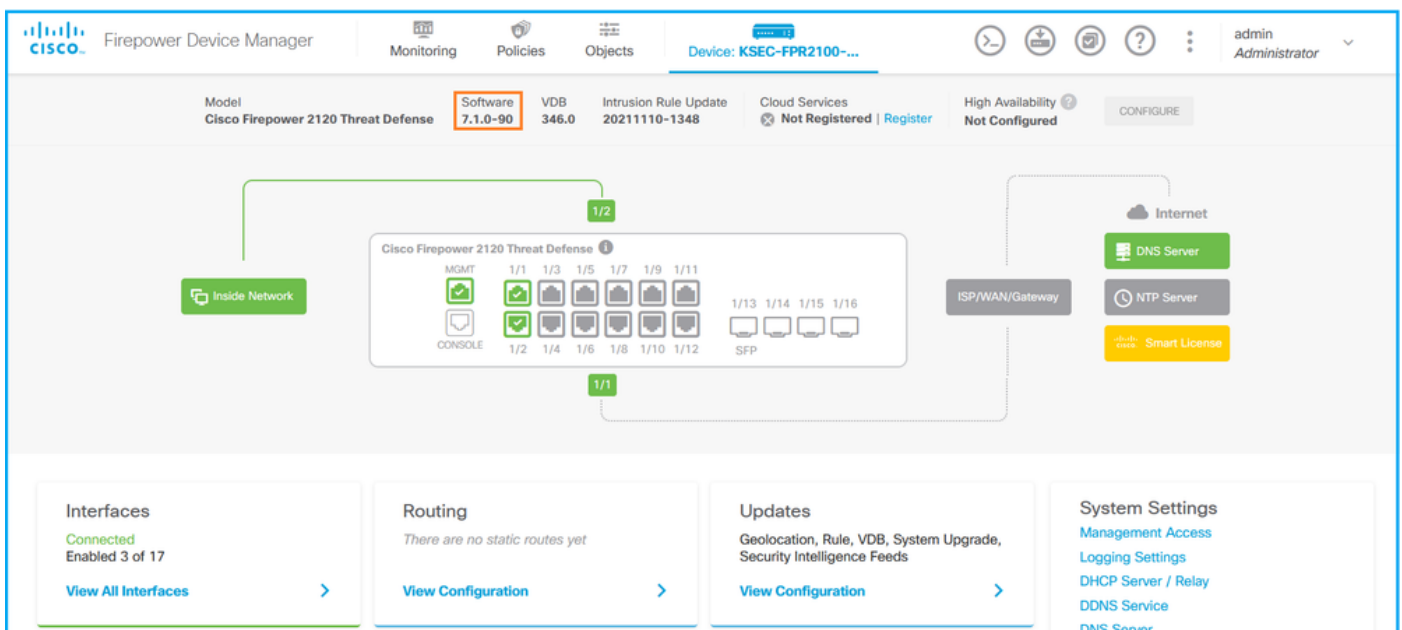 CISCO
Firepower Device Manager
Monitoring
Policies
Objects
Device: KSEC-FPR2100-...
admin
Administrator
Model
Cisco Firepower 2120 Threat Defense
Software
7.1.0-90
VDB
346.0
Intrusion Rule Update
20211110-1348
Cloud Services
Not Registered | Register
High Availability
Not Configured
CONFIGURE
1/2
Internet
Cisco Firepower 2120 Threat Defense
MGMT 1/1 1/3 1/5 1/7 1/9 1/11
DNS Server
Inside Network
1/13 1/14 1/15 1/16
ISP/WAN/Gateway
NTP Server
CONSOLE 1/2 1/4 1/6 1/8 1/10 1/12
SFP
Smart License
1/1
Interfaces
Connected
Enabled 3 of 17
View All Interfaces
Routing
There are no static routes yet
View Configuration
Updates
Geolocation, Rule, VDB, System Upgrade,
Security Intelligence Feeds
View Configuration
System Settings
Management Access
Logging Settings
DHCP Server / Relay
DDNS Service
DNS Server